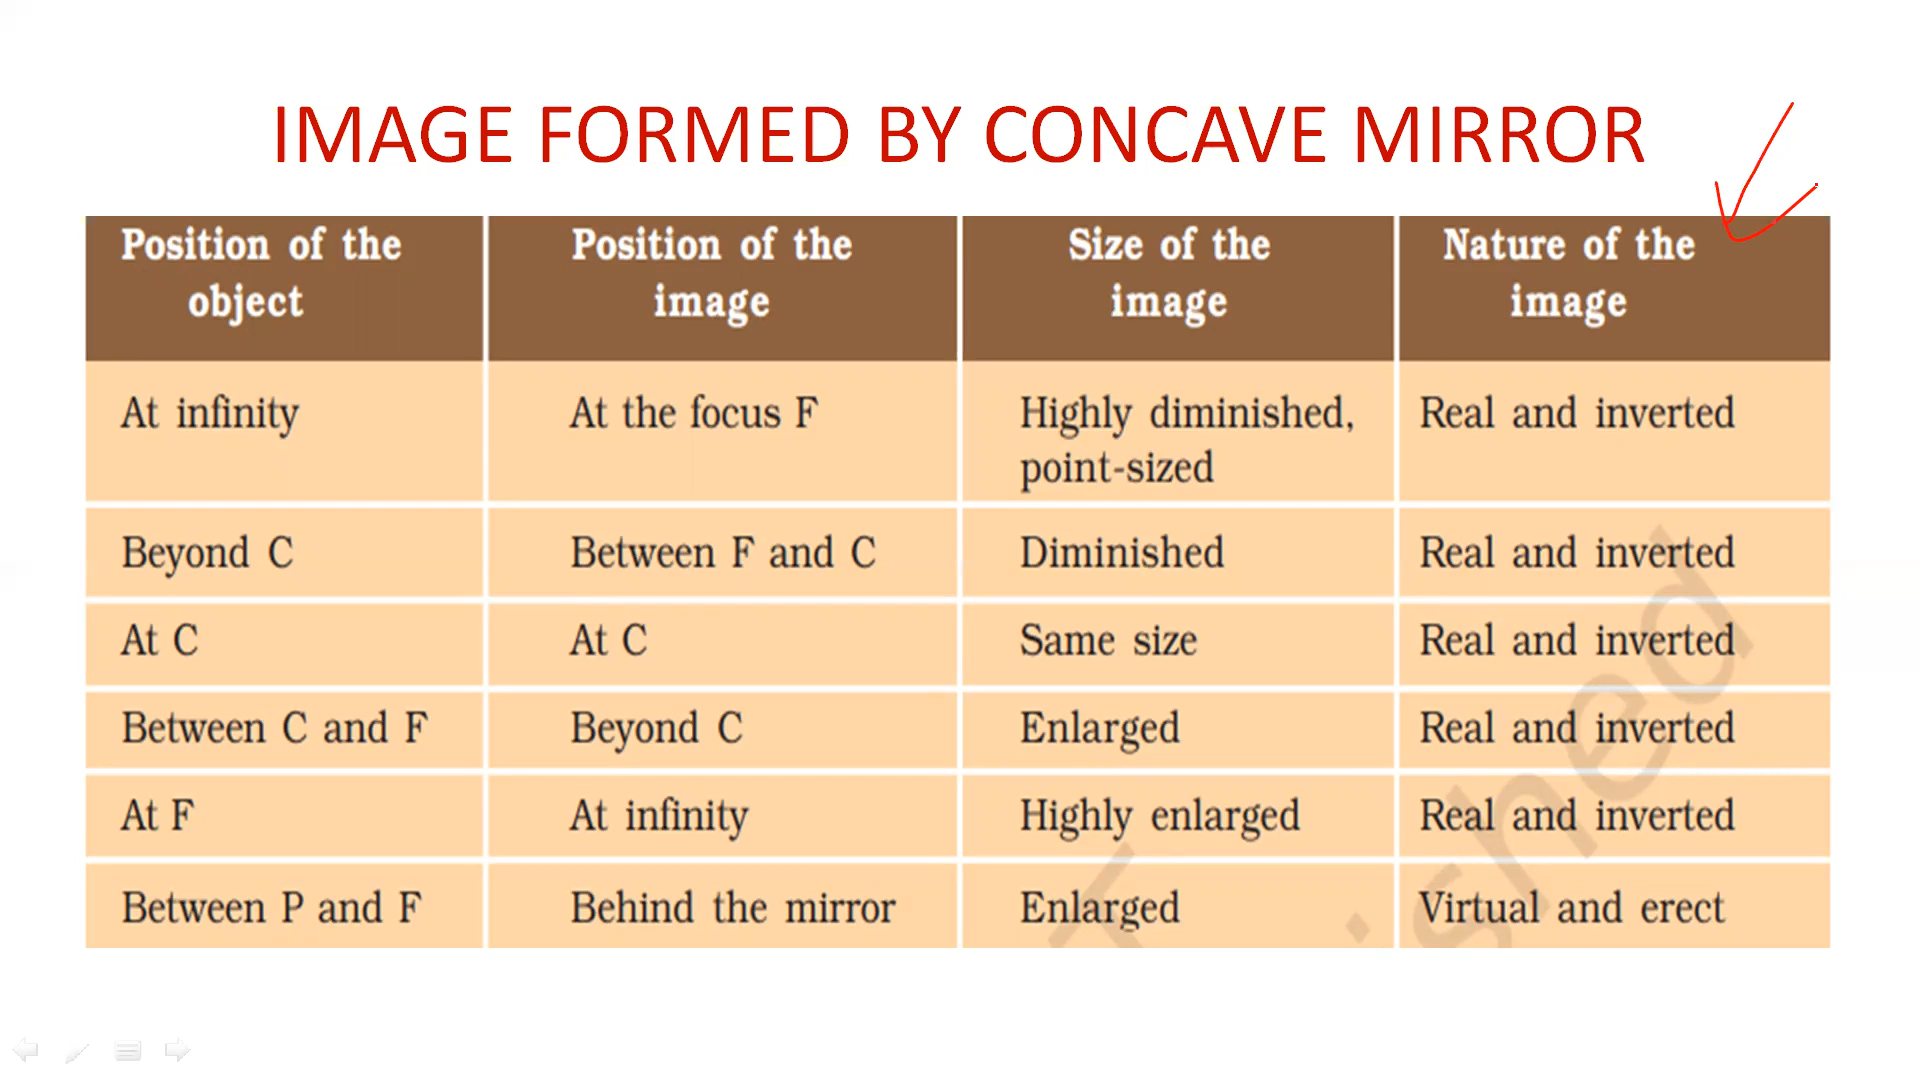 IMAGE FORMED BY CONCAVE MIRROR
Position of the object
Position of the image
Size of the image
Nature of the image
At infinity
At the focus F
Highly diminished, point-sized
Real and inverted
Beyond C
Between F and C
Diminished
Real and inverted
At C
At C
Same size
Real and inverted
Between C and F
Beyond C
Enlarged
Real and inverted
At F
At infinity
Highly enlarged
Real and inverted
Between P and F
Behind the mirror
Enlarged
Virtual and erect